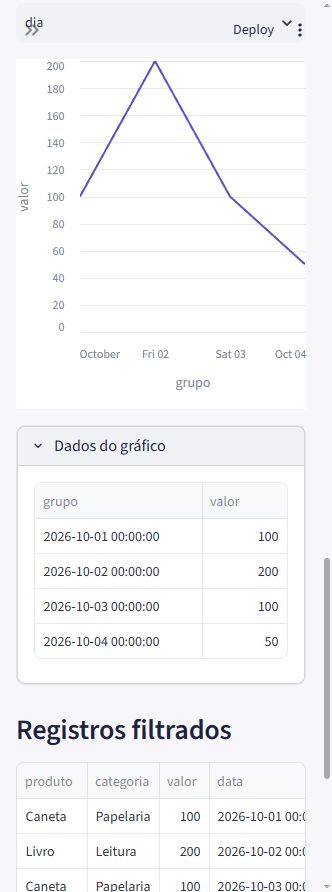 dia
Deploy
200
180
160
140
120
100
80
60
40
20
0
valor
October Fri 02 Sat 03 Oct 04
grupo
Dados do gráfico
grupo valor
2026-10-01 00:00:00 100
2026-10-02 00:00:00 200
2026-10-03 00:00:00 100
2026-10-04 00:00:00 50
Registros filtrados
produto categoria valor data
Caneta Papelaria 100 2026-10-01 00:0
Livro Leitura 200 2026-10-02 00:0
Caneta Papelaria 100 2026-10-03 00:0